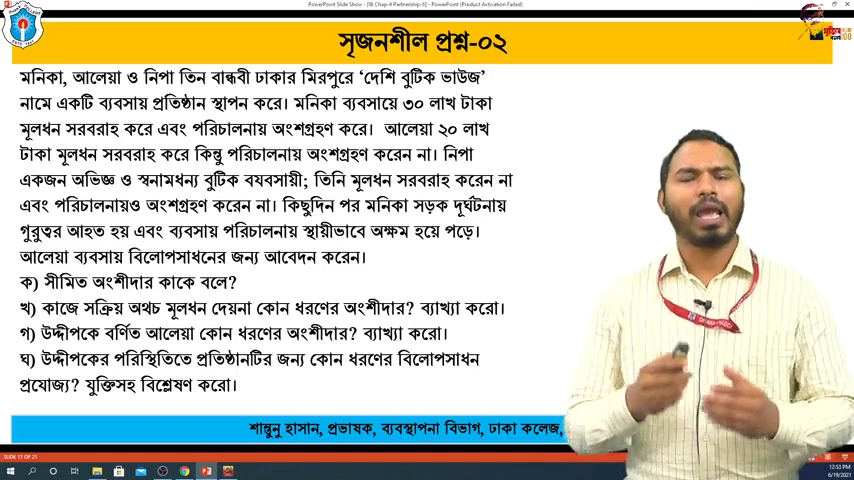 PowerPoint Slide Show - [9B-Chap-4 Partnership-6] - PowerPoint (Product Activation Failed)
সৃজনশীল প্রশ্ন-০২
মনিকা, আলেয়া ও নিপা তিন বান্ধবী ঢাকার মিরপুরে ‘দেশি বুটিক ভাউজ’
নামে একটি ব্যবসায় প্রতিষ্ঠান স্থাপন করে। মনিকা ব্যবসায়ে ৩০ লাখ টাকা
মূলধন সরবরাহ করে এবং পরিচালনায় অংশগ্রহণ করে। আলেয়া ২০ লাখ
টাকা মূলধন সরবরাহ করে কিন্তু পরিচালনায় অংশগ্রহণ করেন না। নিপা
একজন অভিজ্ঞ ও স্বনামধন্য বুটিক বযবসায়ী; তিনি মূলধন সরবরাহ করেন না
এবং পরিচালনায়ও অংশগ্রহণ করেন না। কিছুদিন পর মনিকা সড়ক দূর্ঘটনায়
গুরুত্বর আহত হয় এবং ব্যবসায় পরিচালনায় স্থায়ীভাবে অক্ষম হয়ে পড়ে।
আলেয়া ব্যবসায় বিলোপসাধনের জন্য আবেদন করেন।
ক) সীমিত অংশীদার কাকে বলে?
খ) কাজে সক্রিয় অথচ মূলধন দেয়না কোন ধরণের অংশীদার? ব্যাখ্যা করো।
গ) উদ্দীপকে বর্ণিত আলেয়া কোন ধরণের অংশীদার? ব্যাখ্যা করো।
ঘ) উদ্দীপকের পরিস্থিতিতে প্রতিষ্ঠানটির জন্য কোন ধরণের বিলোপসাধন
প্রযোজ্য? যুক্তিসহ বিশ্লেষণ করো।
শান্তুনু হাসান, প্রভাষক, ব্যবস্থাপনা বিভাগ, ঢাকা কলেজ,
SLIDE 17 OF 21
12:53 PM
6/19/2021